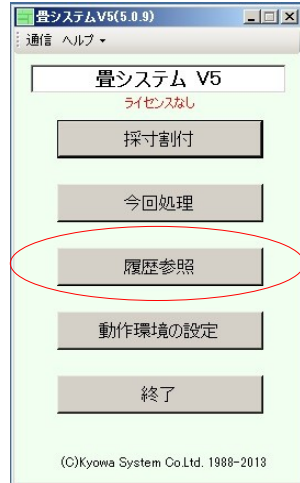 畳システムV5(5.0.9)
通信 ヘルプ
畳システム V5
ライセンスなし
採寸割付
今回処理
履歴参照
動作環境の設定
終了
(C)Kyowa System Co.Ltd. 1988-2013